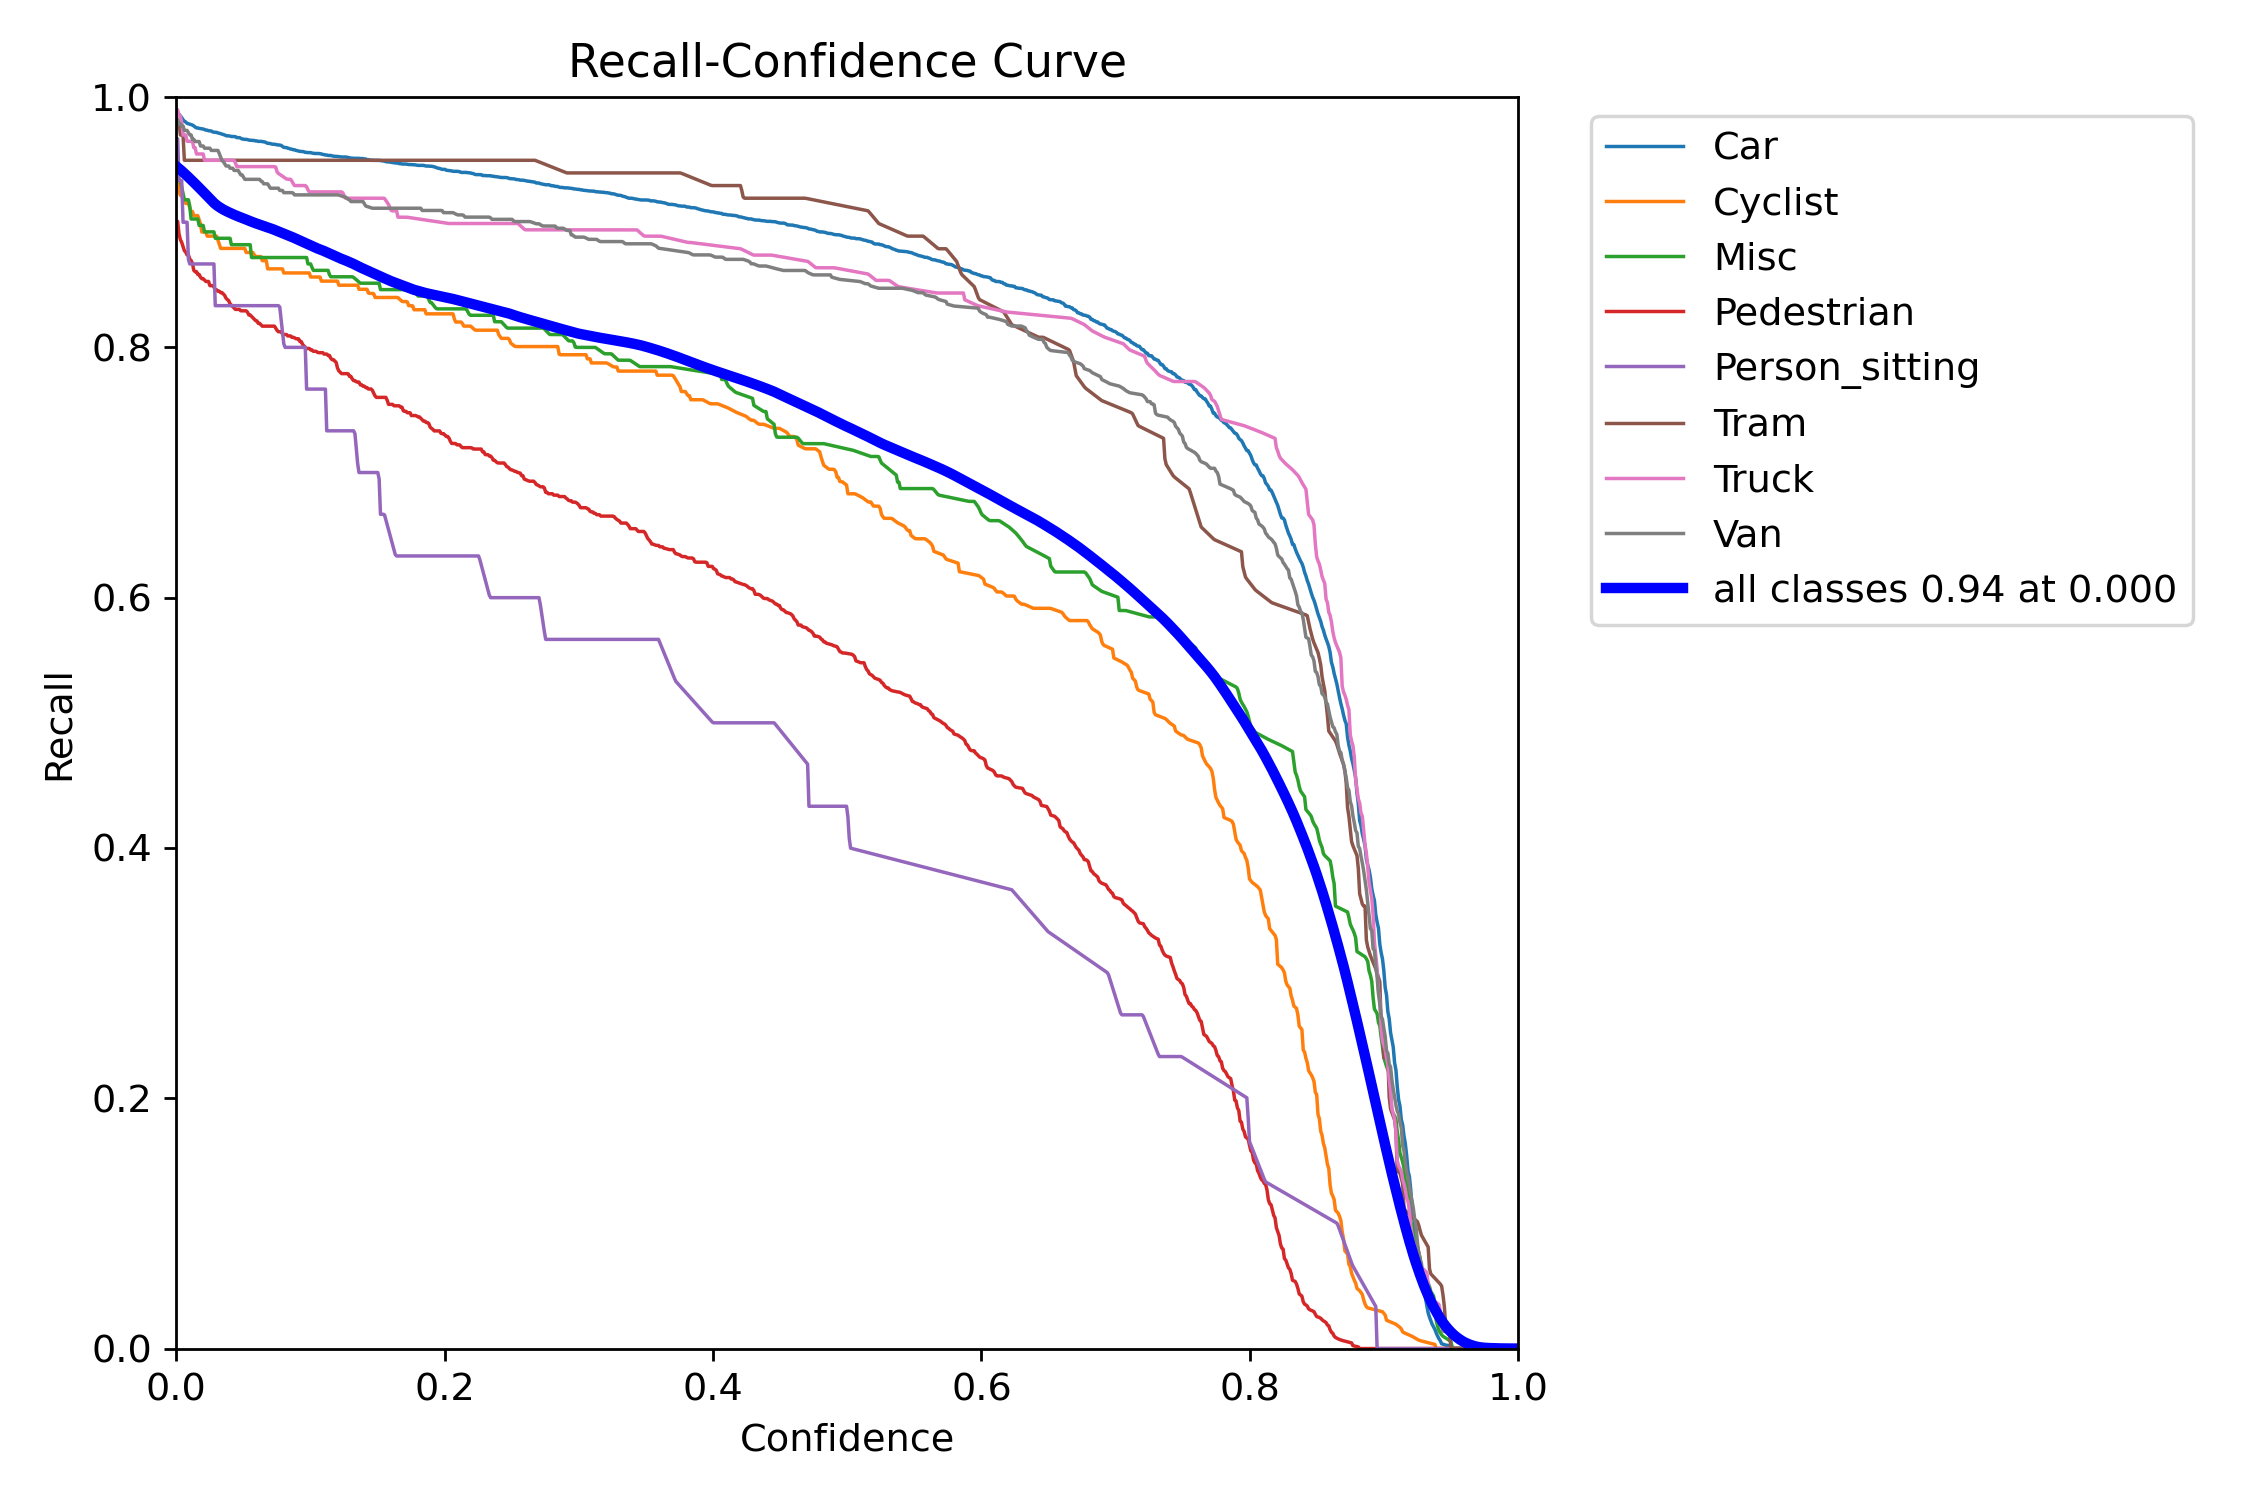 Recall-Confidence Curve
1.0
0.8
0.6
0.4
0.2
0.0
Recall
0.0 0.2 0.4 0.6 0.8 1.0
Confidence
Car
Cyclist
Misc
Pedestrian
Person_sitting
Tram
Truck
Van
all classes 0.94 at 0.000